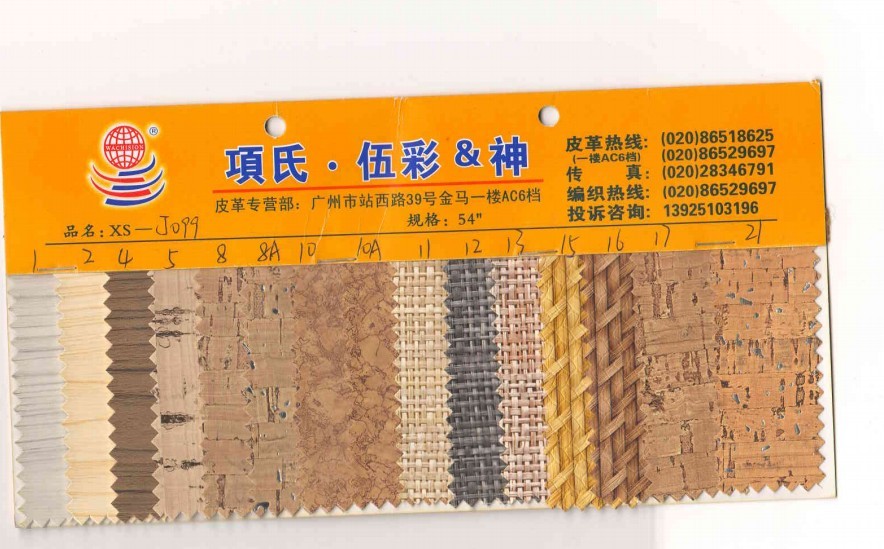 WACHISION ®
項氏·伍彩&神
皮革专营部：广州市站西路39号金马一楼AC6档
品名：XS-J099
规格：54"
皮革热线：(020)86518625
(一楼AC6档) (020)86529697
传 真：(020)28346791
编织热线：(020)86529697
投诉咨询：13925103196
1 2 4 5 8 8A 10 10A 11 12 13 15 16 17 21